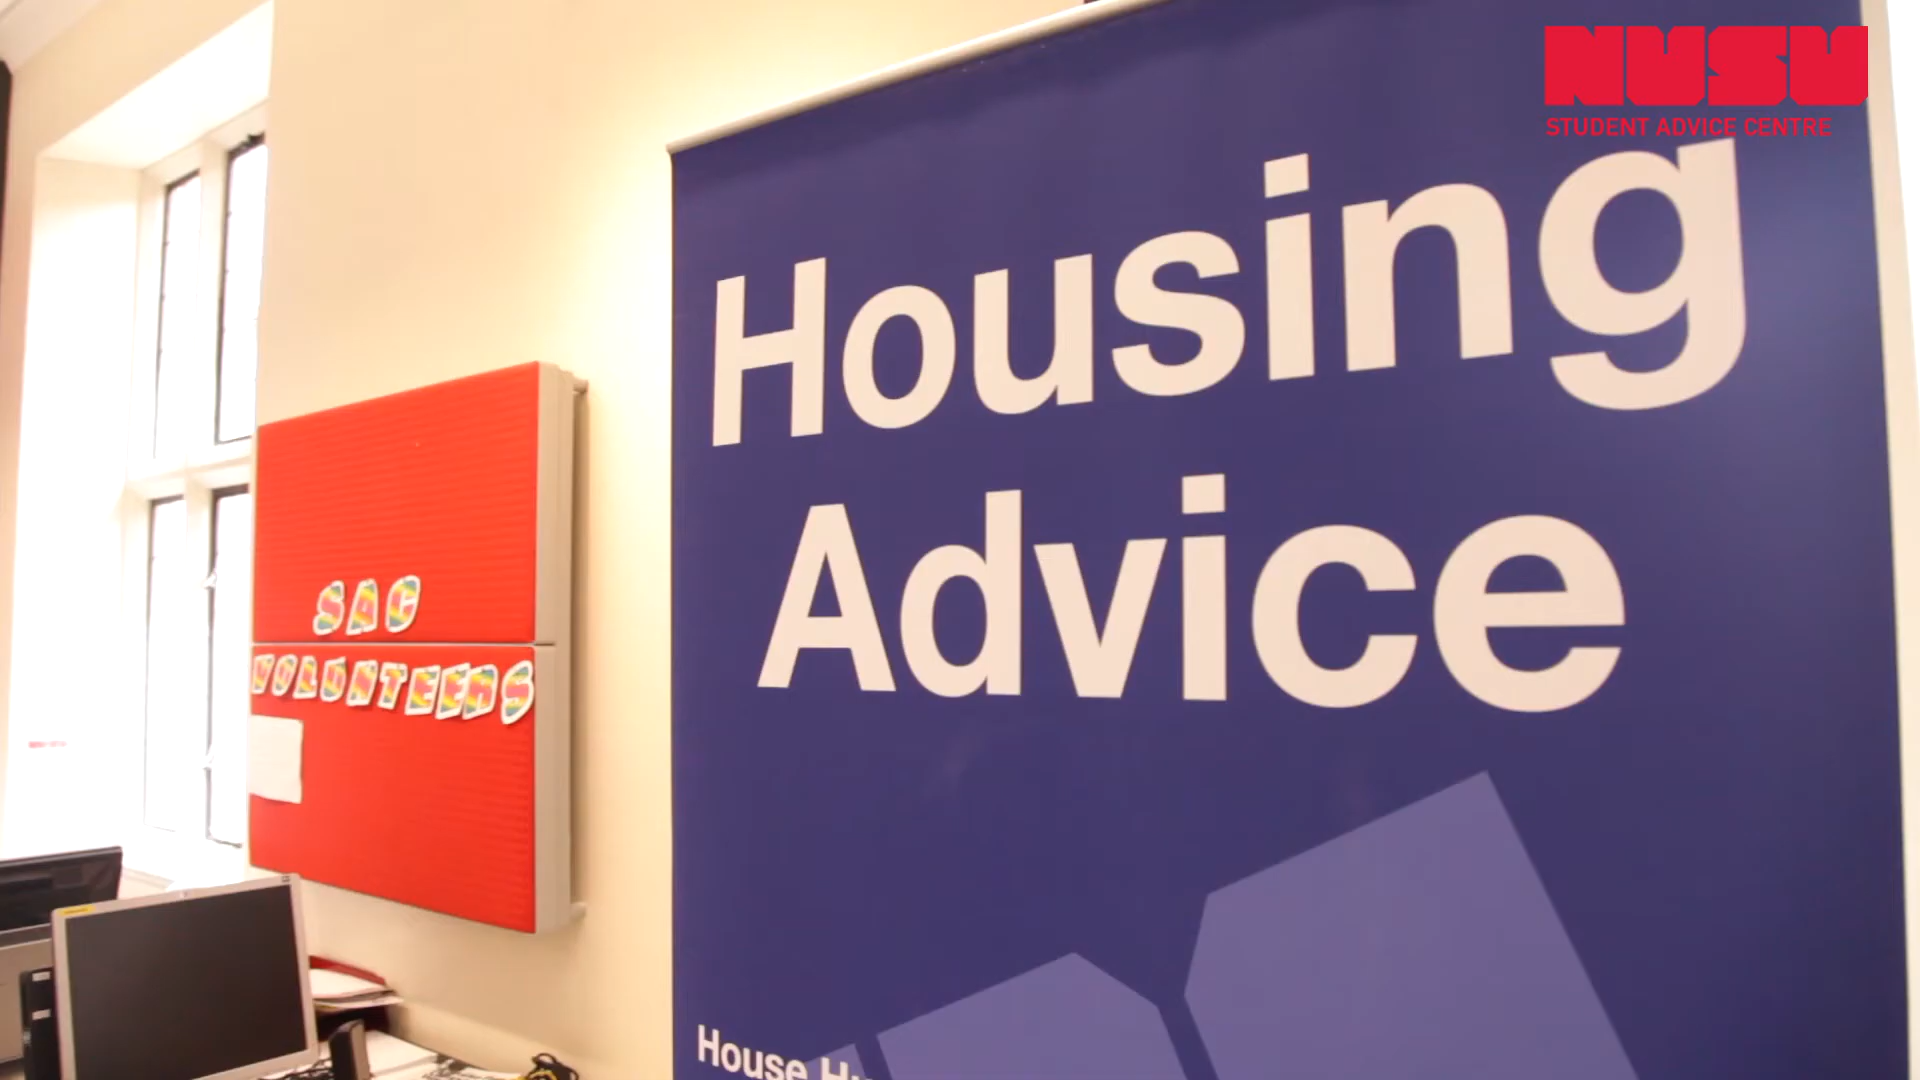 NUSU
STUDENT ADVICE CENTRE
Housing
Advice
SAC
VOLUNTEERS
House